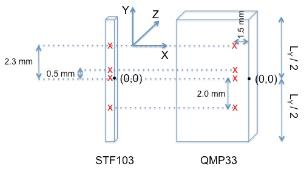 Y
Z
X
1.5 mm
L_Y / 2
2.3 mm
0.5 mm
(0,0)
(0,0)
2.0 mm
L_Y / 2
STF103
QMP33